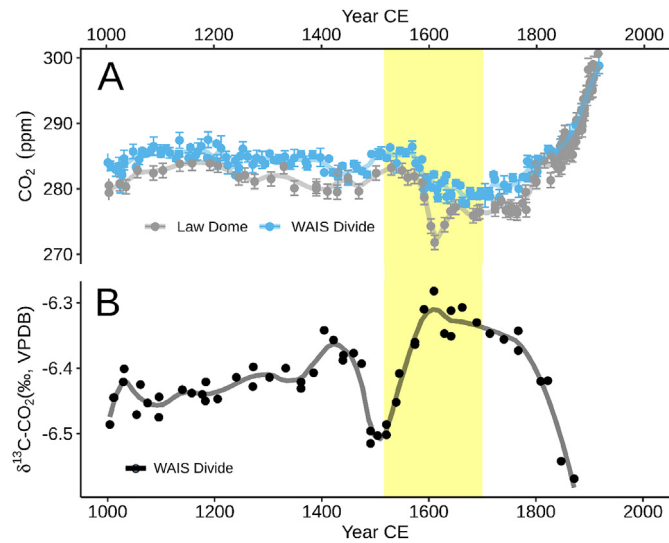 Year CE
1000 1200 1400 1600 1800 2000
A
300
290
280
270
CO₂ (ppm)
Law Dome WAIS Divide
B
-6.3
-6.4
-6.5
δ¹³C-CO₂(‰, VPDB)
WAIS Divide
1000 1200 1400 1600 1800 2000
Year CE